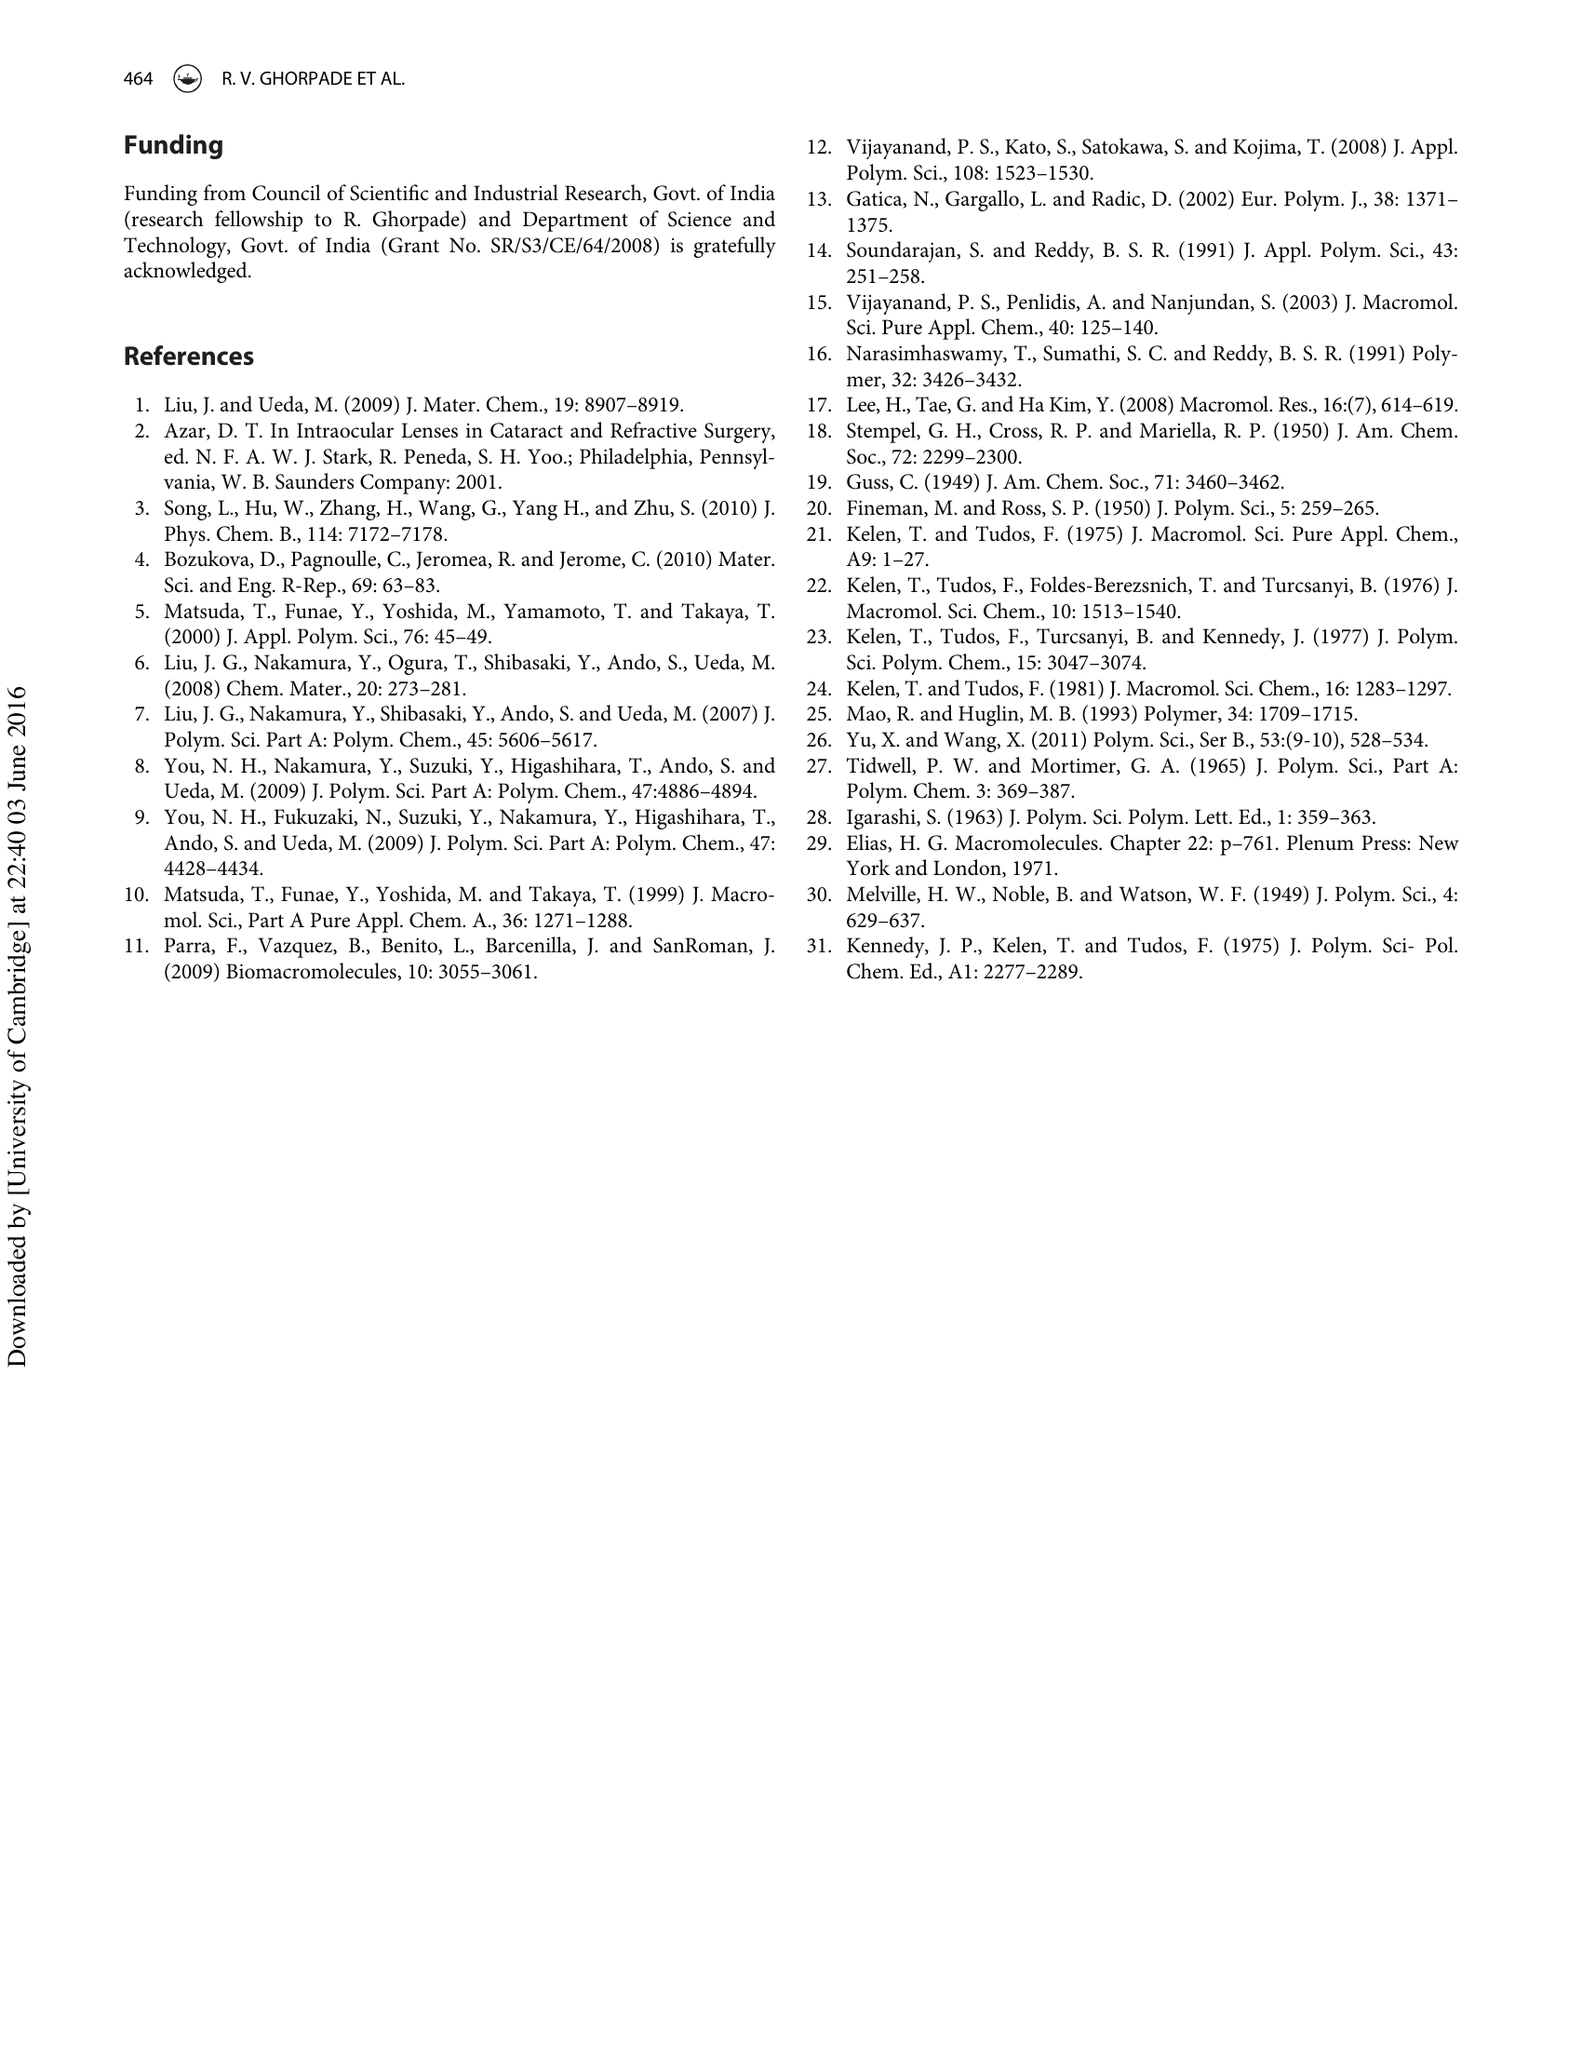 464 R. V. GHORPADE ET AL.
Funding
Funding from Council of Scientific and Industrial Research, Govt. of India
(research fellowship to R. Ghorpade) and Department of Science and
Technology, Govt. of India (Grant No. SR/S3/CE/64/2008) is gratefully
acknowledged.
References
1. Liu, J. and Ueda, M. (2009) J. Mater. Chem., 19: 8907–8919.
2. Azar, D. T. In Intraocular Lenses in Cataract and Refractive Surgery,
ed. N. F. A. W. J. Stark, R. Peneda, S. H. Yoo.; Philadelphia, Pennsyl-
vania, W. B. Saunders Company: 2001.
3. Song, L., Hu, W., Zhang, H., Wang, G., Yang H., and Zhu, S. (2010) J.
Phys. Chem. B., 114: 7172–7178.
4. Bozukova, D., Pagnoulle, C., Jeromea, R. and Jerome, C. (2010) Mater.
Sci. and Eng. R-Rep., 69: 63–83.
5. Matsuda, T., Funae, Y., Yoshida, M., Yamamoto, T. and Takaya, T.
(2000) J. Appl. Polym. Sci., 76: 45–49.
6. Liu, J. G., Nakamura, Y., Ogura, T., Shibasaki, Y., Ando, S., Ueda, M.
(2008) Chem. Mater., 20: 273–281.
7. Liu, J. G., Nakamura, Y., Shibasaki, Y., Ando, S. and Ueda, M. (2007) J.
Polym. Sci. Part A: Polym. Chem., 45: 5606–5617.
8. You, N. H., Nakamura, Y., Suzuki, Y., Higashihara, T., Ando, S. and
Ueda, M. (2009) J. Polym. Sci. Part A: Polym. Chem., 47:4886–4894.
9. You, N. H., Fukuzaki, N., Suzuki, Y., Nakamura, Y., Higashihara, T.,
Ando, S. and Ueda, M. (2009) J. Polym. Sci. Part A: Polym. Chem., 47:
4428–4434.
10. Matsuda, T., Funae, Y., Yoshida, M. and Takaya, T. (1999) J. Macro-
mol. Sci., Part A Pure Appl. Chem. A., 36: 1271–1288.
11. Parra, F., Vazquez, B., Benito, L., Barcenilla, J. and SanRoman, J.
(2009) Biomacromolecules, 10: 3055–3061.
12. Vijayanand, P. S., Kato, S., Satokawa, S. and Kojima, T. (2008) J. Appl.
Polym. Sci., 108: 1523–1530.
13. Gatica, N., Gargallo, L. and Radic, D. (2002) Eur. Polym. J., 38: 1371–
1375.
14. Soundarajan, S. and Reddy, B. S. R. (1991) J. Appl. Polym. Sci., 43:
251–258.
15. Vijayanand, P. S., Penlidis, A. and Nanjundan, S. (2003) J. Macromol.
Sci. Pure Appl. Chem., 40: 125–140.
16. Narasimhaswamy, T., Sumathi, S. C. and Reddy, B. S. R. (1991) Poly-
mer, 32: 3426–3432.
17. Lee, H., Tae, G. and Ha Kim, Y. (2008) Macromol. Res., 16:(7), 614–619.
18. Stempel, G. H., Cross, R. P. and Mariella, R. P. (1950) J. Am. Chem.
Soc., 72: 2299–2300.
19. Guss, C. (1949) J. Am. Chem. Soc., 71: 3460–3462.
20. Fineman, M. and Ross, S. P. (1950) J. Polym. Sci., 5: 259–265.
21. Kelen, T. and Tudos, F. (1975) J. Macromol. Sci. Pure Appl. Chem.,
A9: 1–27.
22. Kelen, T., Tudos, F., Foldes-Berezsnich, T. and Turcsanyi, B. (1976) J.
Macromol. Sci. Chem., 10: 1513–1540.
23. Kelen, T., Tudos, F., Turcsanyi, B. and Kennedy, J. (1977) J. Polym.
Sci. Polym. Chem., 15: 3047–3074.
24. Kelen, T. and Tudos, F. (1981) J. Macromol. Sci. Chem., 16: 1283–1297.
25. Mao, R. and Huglin, M. B. (1993) Polymer, 34: 1709–1715.
26. Yu, X. and Wang, X. (2011) Polym. Sci., Ser B., 53:(9-10), 528–534.
27. Tidwell, P. W. and Mortimer, G. A. (1965) J. Polym. Sci., Part A:
Polym. Chem. 3: 369–387.
28. Igarashi, S. (1963) J. Polym. Sci. Polym. Lett. Ed., 1: 359–363.
29. Elias, H. G. Macromolecules. Chapter 22: p–761. Plenum Press: New
York and London, 1971.
30. Melville, H. W., Noble, B. and Watson, W. F. (1949) J. Polym. Sci., 4:
629–637.
31. Kennedy, J. P., Kelen, T. and Tudos, F. (1975) J. Polym. Sci- Pol.
Chem. Ed., A1: 2277–2289.
Downloaded by [University of Cambridge] at 22:40 03 June 2016